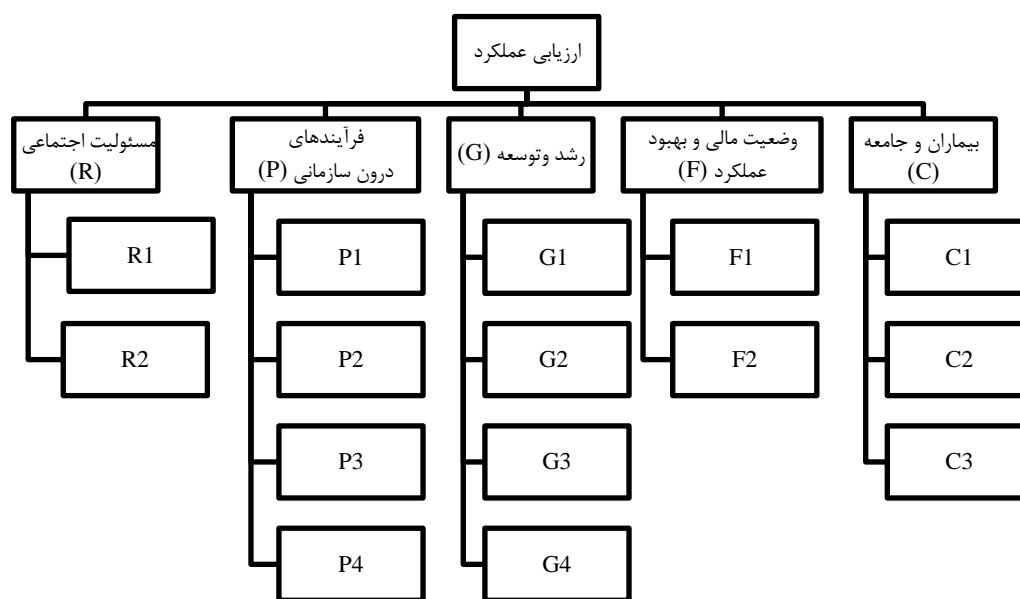 ارزیابی عملکرد
بیماران و جامعه
(C)
وضعیت مالی و بهبود
عملکرد (F)
رشد وتوسعه (G)
فرآیندهای
درون سازمانی (P)
مسئولیت اجتماعی
(R)
C1
C2
C3
F1
F2
G1
G2
G3
G4
P1
P2
P3
P4
R1
R2